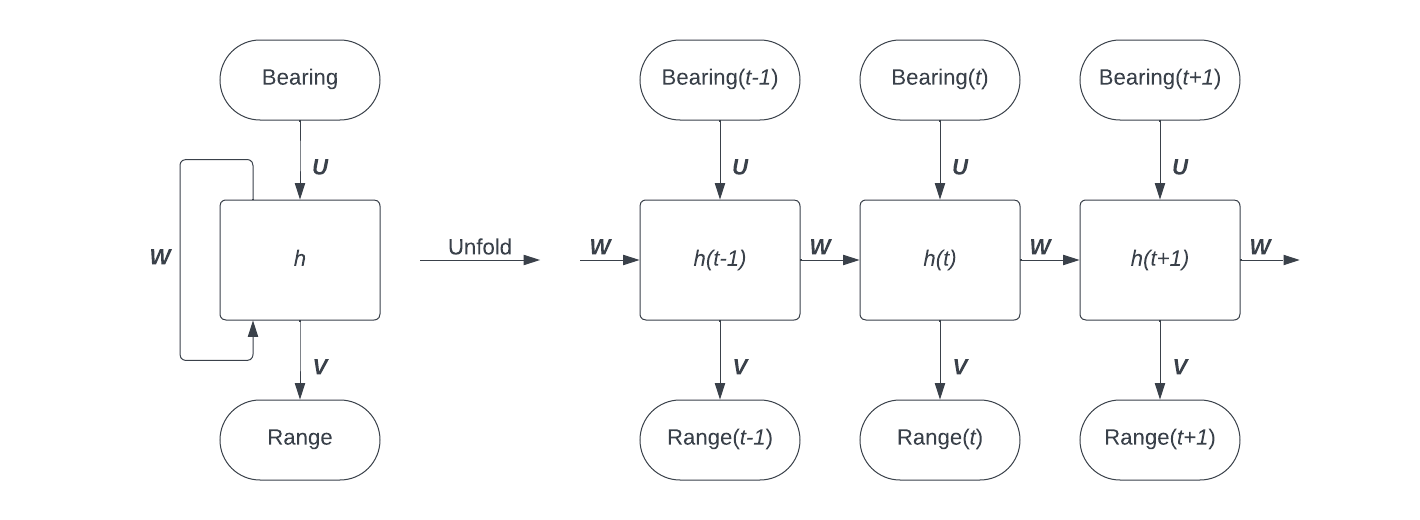 Bearing
Bearing(t-1)
Bearing(t)
Bearing(t+1)
U
U
U
U
W
h
Unfold
W
h(t-1)
W
h(t)
W
h(t+1)
W
V
V
V
V
Range
Range(t-1)
Range(t)
Range(t+1)